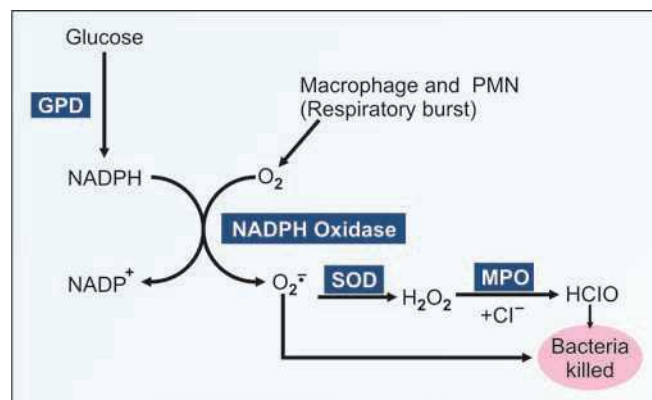 Glucose
GPD
Macrophage and PMN
(Respiratory burst)
NADPH
O₂
NADPH Oxidase
NADP⁺
O₂•̄
SOD
H₂O₂
MPO
+Cl⁻
HClO
Bacteria
killed